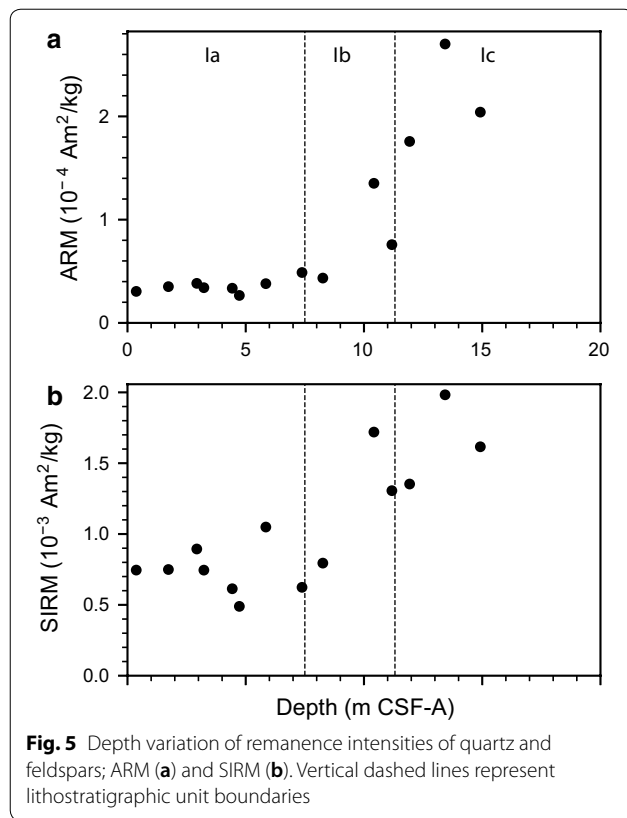 a
Ia Ib Ic
ARM (10⁻⁴ Am²/kg)
2
1
0
0 5 10 15 20
b
SIRM (10⁻³ Am²/kg)
2.0
1.5
1.0
0.5
0.0
Depth (m CSF-A)
Fig. 5 Depth variation of remanence intensities of quartz and
feldspars; ARM (a) and SIRM (b). Vertical dashed lines represent
lithostratigraphic unit boundaries